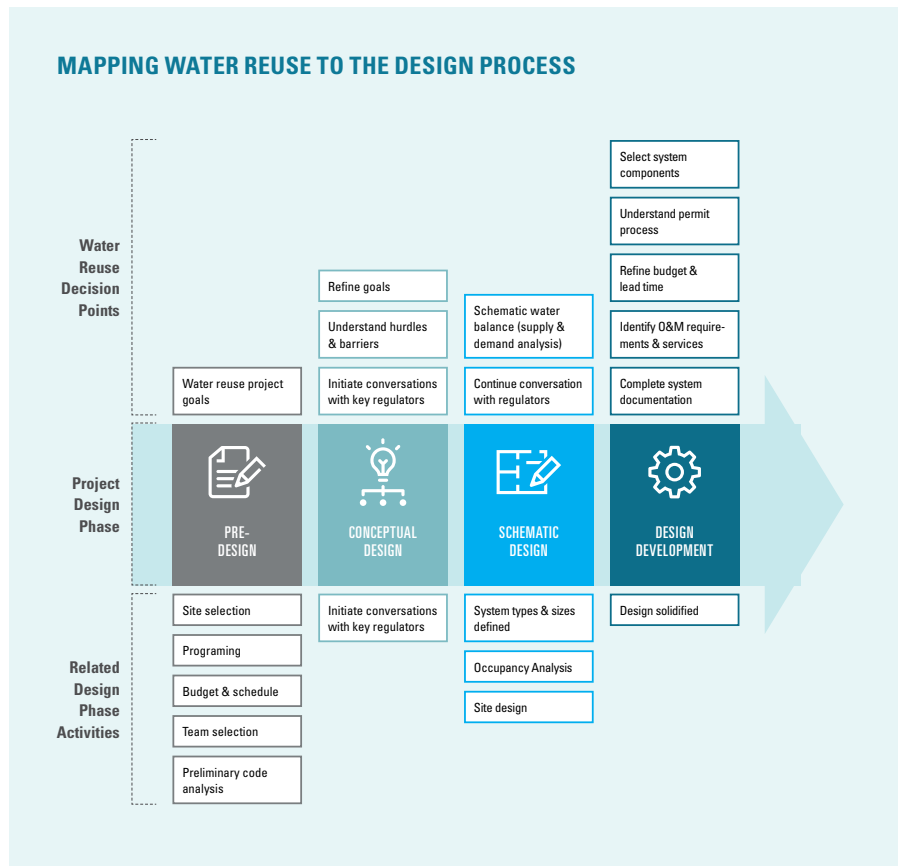 MAPPING WATER REUSE TO THE DESIGN PROCESS
Water
Reuse
Decision
Points
Water reuse project
goals
Refine goals
Understand hurdles
& barriers
Initiate conversations
with key regulators
Schematic water
balance (supply &
demand analysis)
Continue conversation
with regulators
Select system
components
Understand permit
process
Refine budget &
lead time
Identify O&M require-
ments & services
Complete system
documentation
Project
Design
Phase
PRE-
DESIGN
CONCEPTUAL
DESIGN
SCHEMATIC
DESIGN
DESIGN
DEVELOPMENT
Related
Design
Phase
Activities
Site selection
Programing
Budget & schedule
Team selection
Preliminary code
analysis
Initiate conversations
with key regulators
System types & sizes
defined
Occupancy Analysis
Site design
Design solidified